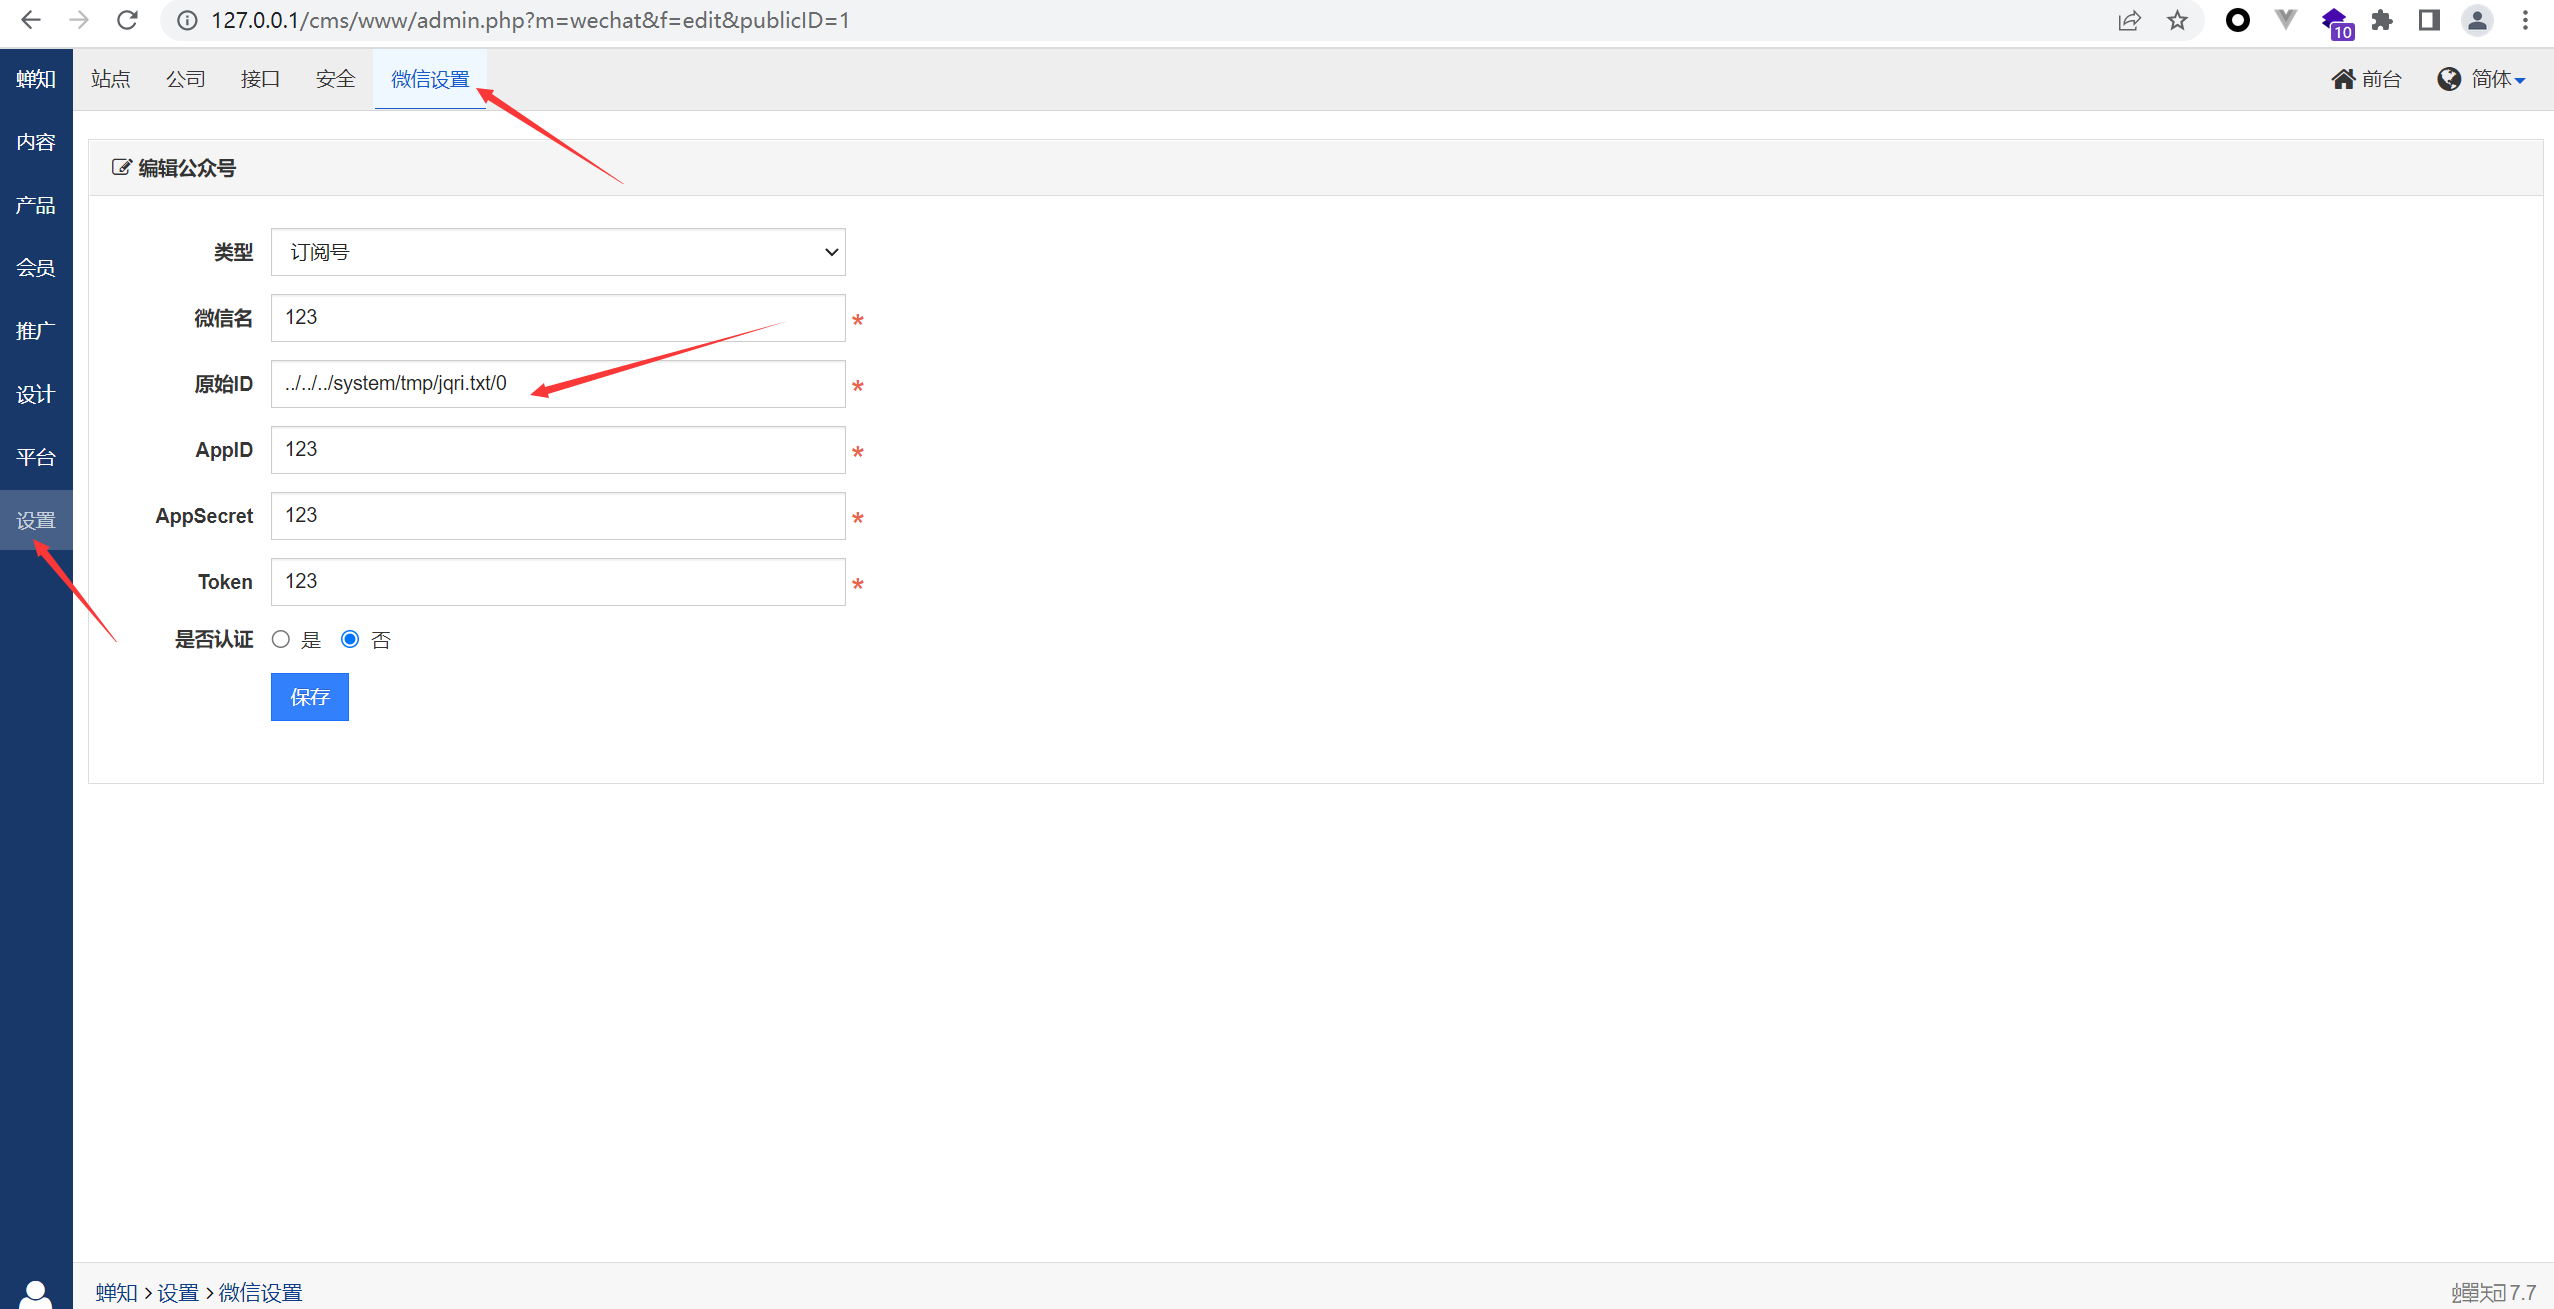 127.0.0.1/cms/www/admin.php?m=wechat&f=edit&publicID=1
10
蝉知
站点
公司
接口
安全
微信设置
前台
简体
内容
产品
会员
推广
设计
平台
设置
编辑公众号
类型 订阅号
微信名 123 *
原始ID ../../../system/tmp/jqri.txt/0 *
AppID 123 *
AppSecret 123 *
Token 123 *
是否认证 是 否
保存
蝉知 > 设置 > 微信设置
蝉知7.7